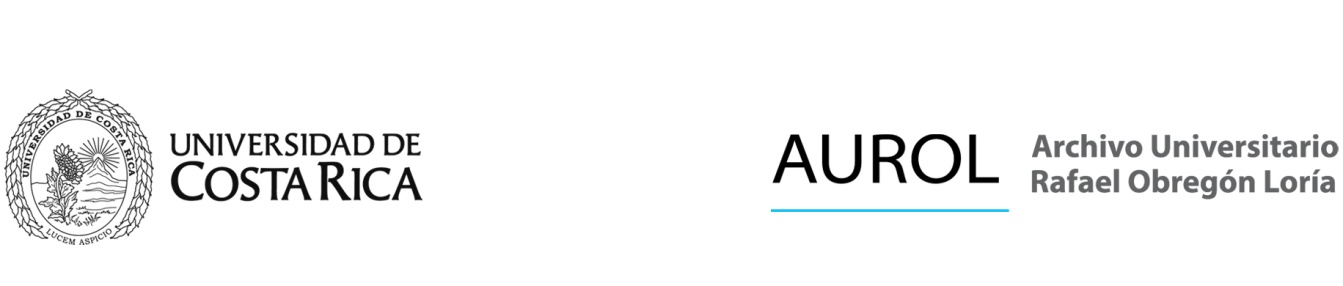 UNIVERSIDAD DE COSTA RICA
LUCEM ASPICIO
UNIVERSIDAD DE
COSTA RICA
AUROL
Archivo Universitario
Rafael Obregón Loría